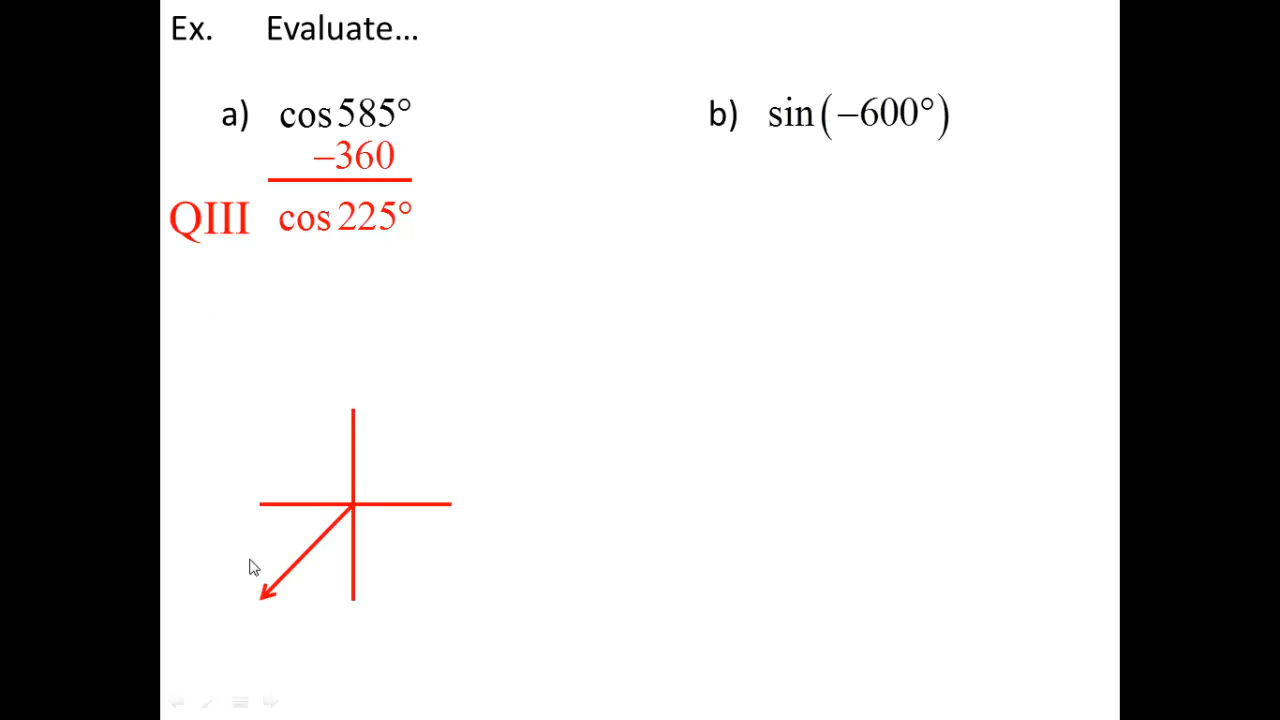 Ex. Evaluate...
a) cos 585° b) sin(−600°)
−360
QIII cos 225°